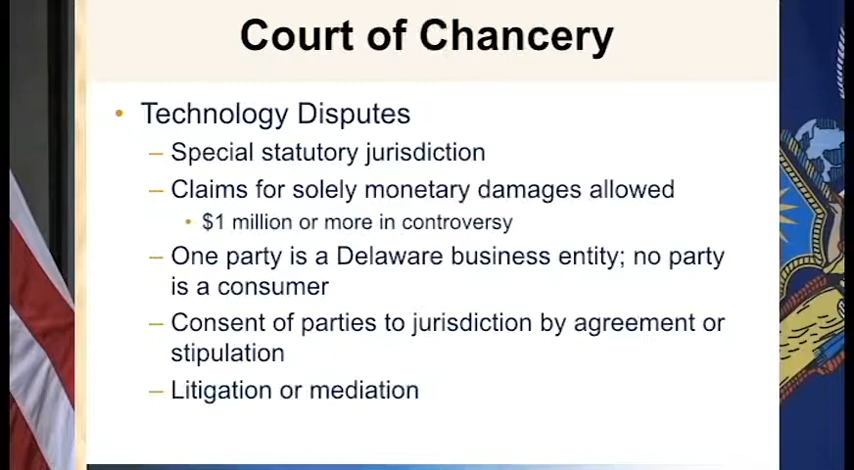 Court of Chancery
• Technology Disputes
– Special statutory jurisdiction
– Claims for solely monetary damages allowed
• $1 million or more in controversy
– One party is a Delaware business entity; no party
is a consumer
– Consent of parties to jurisdiction by agreement or
stipulation
– Litigation or mediation